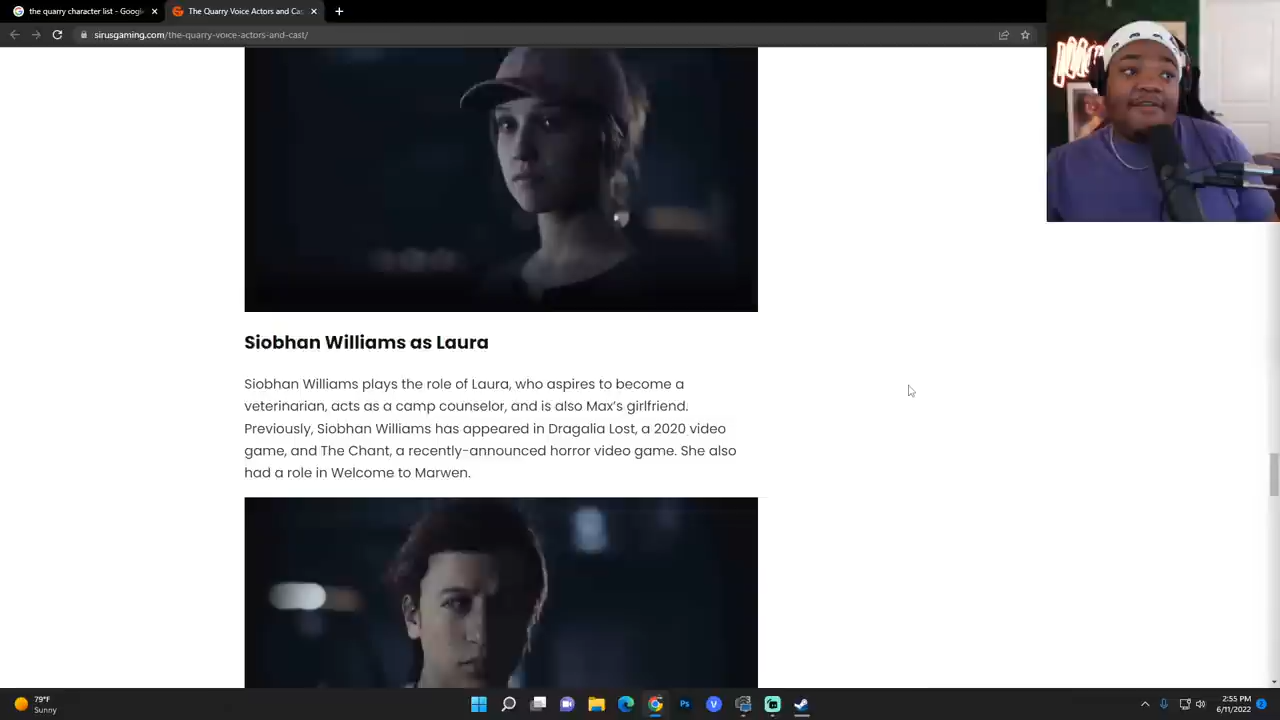 the quarry character list - Google
The Quarry Voice Actors and Ca
sirusgaming.com/the-quarry-voice-actors-and-cast/
Siobhan Williams as Laura
Siobhan Williams plays the role of Laura, who aspires to become a
veterinarian, acts as a camp counselor, and is also Max's girlfriend.
Previously, Siobhan Williams has appeared in Dragalia Lost, a 2020 video
game, and The Chant, a recently-announced horror video game. She also
had a role in Welcome to Marwen.
79°F
Sunny
Ps
V
2:55 PM
6/11/2022
2